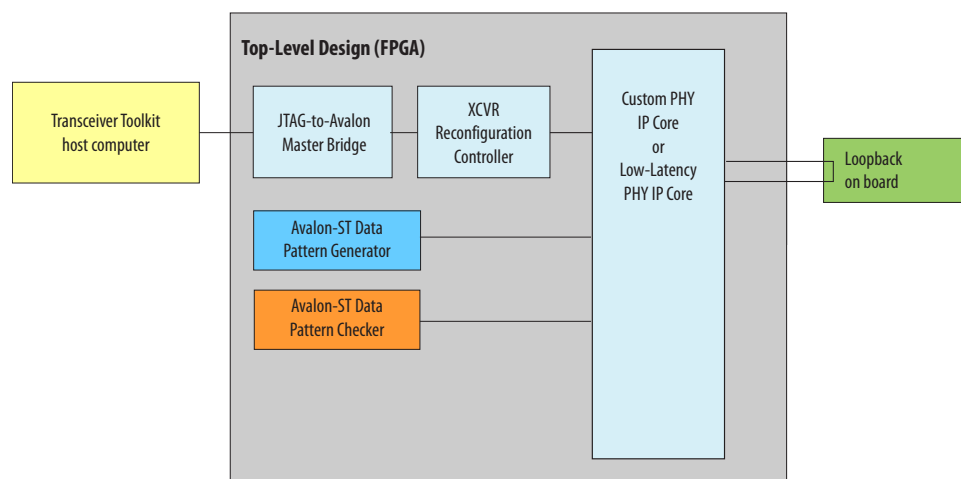 Top-Level Design (FPGA)
Transceiver Toolkit
host computer
JTAG-to-Avalon
Master Bridge
XCVR
Reconfiguration
Controller
Custom PHY
IP Core
or
Low-Latency
PHY IP Core
Loopback
on board
Avalon-ST Data
Pattern Generator
Avalon-ST Data
Pattern Checker